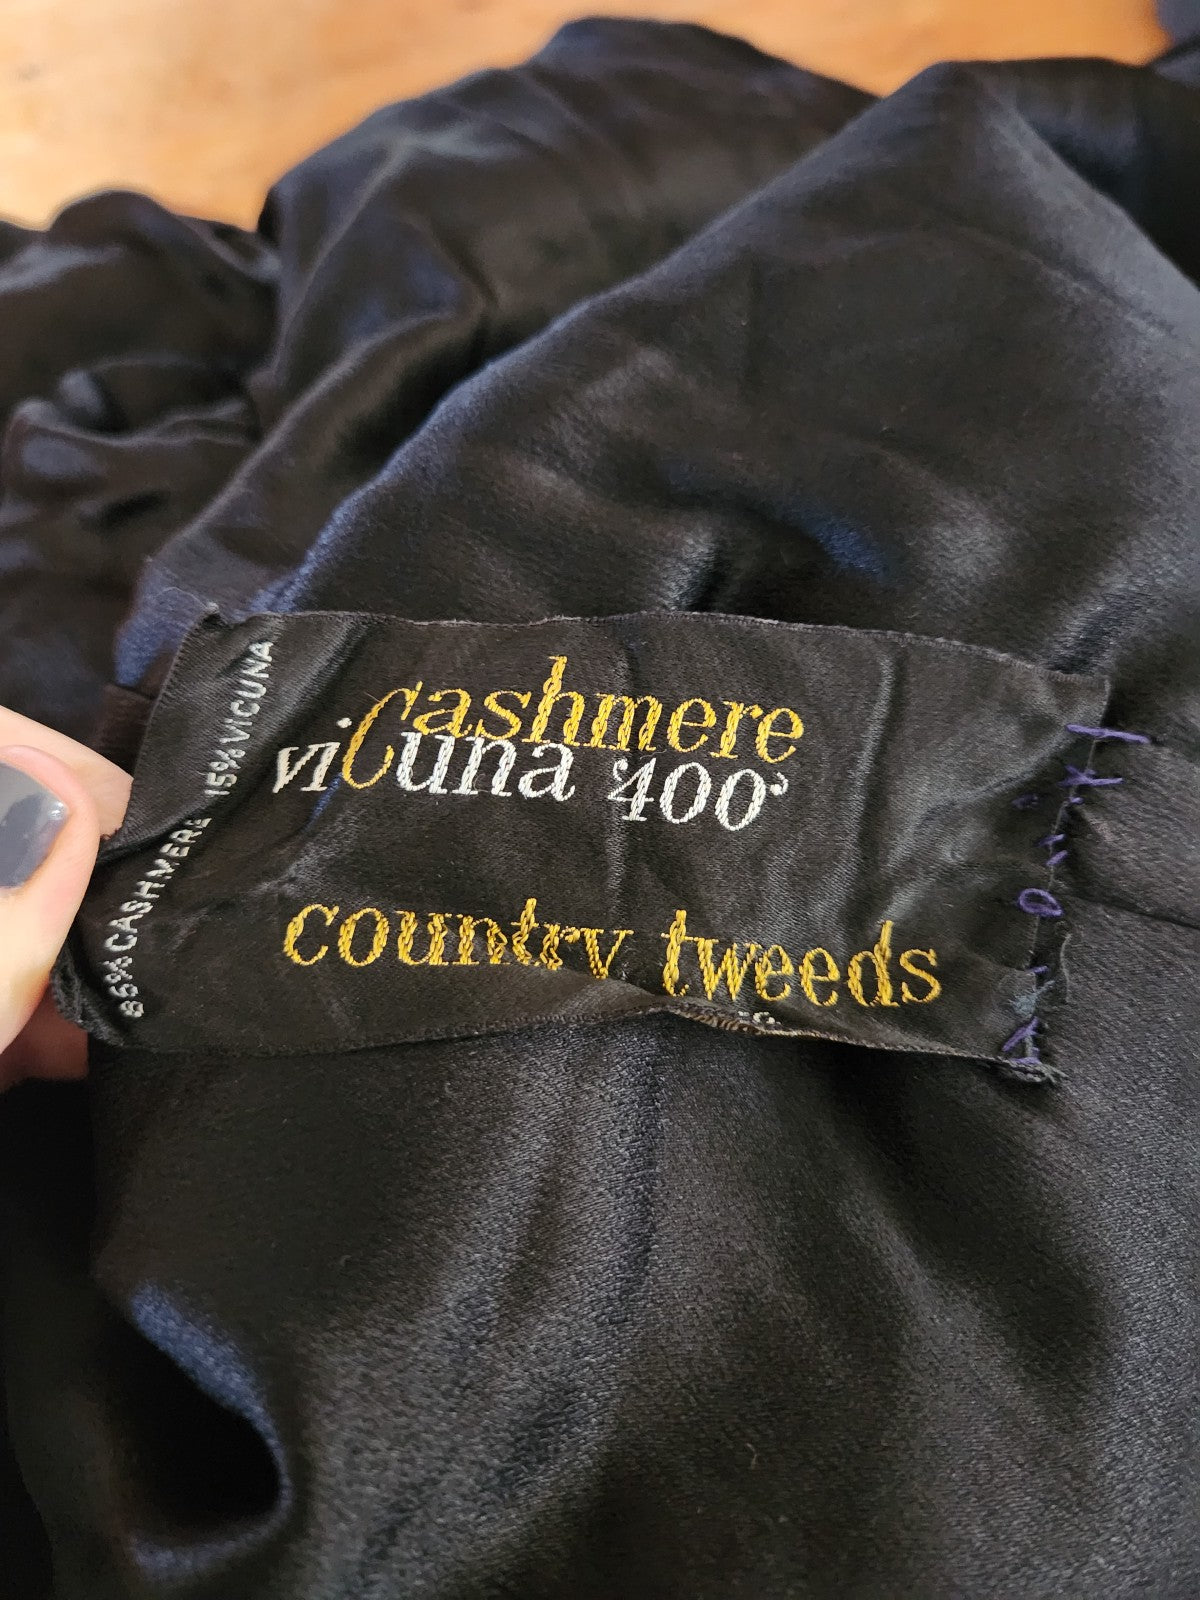 cashmere
viCuna '400'
country tweeds
85% CASHMERE 15% VICUNA